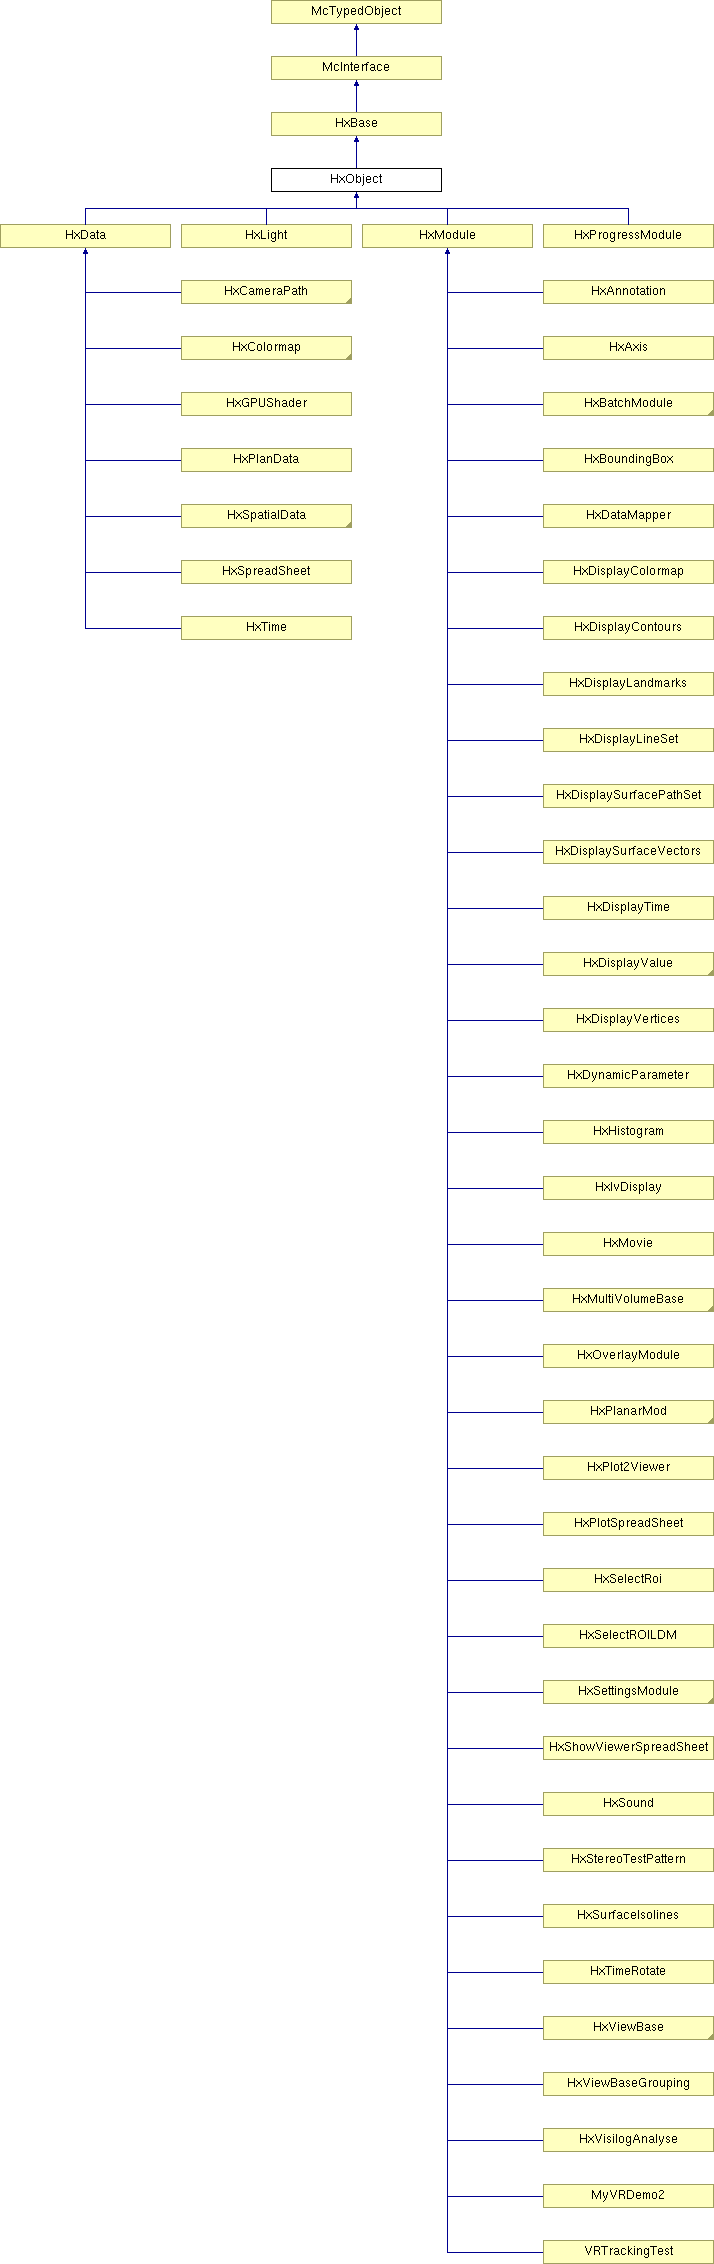 McTypedObject
McInterface
HxBase
HxObject
HxData
HxLight
HxModule
HxProgressModule
HxCameraPath
HxAnnotation
HxColormap
HxAxis
HxGPUShader
HxBatchModule
HxPlanData
HxBoundingBox
HxSpatialData
HxDataMapper
HxSpreadSheet
HxDisplayColormap
HxTime
HxDisplayContours
HxDisplayLandmarks
HxDisplayLineSet
HxDisplaySurfacePathSet
HxDisplaySurfaceVectors
HxDisplayTime
HxDisplayValue
HxDisplayVertices
HxDynamicParameter
HxHistogram
HxIvDisplay
HxMovie
HxMultiVolumeBase
HxOverlayModule
HxPlanarMod
HxPlot2Viewer
HxPlotSpreadSheet
HxSelectRoi
HxSelectROILDM
HxSettingsModule
HxShowViewerSpreadSheet
HxSound
HxStereoTestPattern
HxSurfaceIsolines
HxTimeRotate
HxViewBase
HxViewBaseGrouping
HxVisilogAnalyse
MyVRDemo2
VRTrackingTest